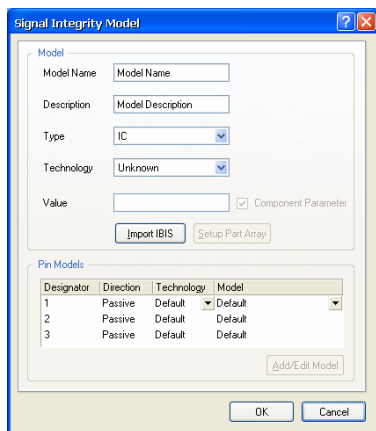 Signal Integrity Model
Model
Model Name Model Name
Description Model Description
Type IC
Technology Unknown
Value Component Parameter
Import IBIS Setup Part Array
Pin Models
Designator Direction Technology Model
1 Passive Default Default
2 Passive Default Default
3 Passive Default Default
Add/Edit Model
OK Cancel